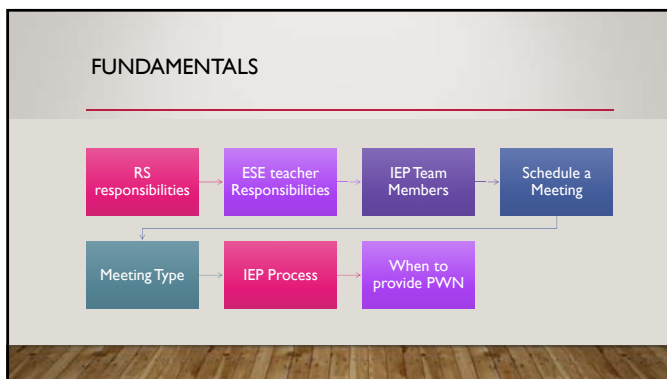 FUNDAMENTALS
RS
responsibilities
ESE teacher
Responsibilities
IEP Team
Members
Schedule a
Meeting
Meeting Type
IEP Process
When to
provide PWN